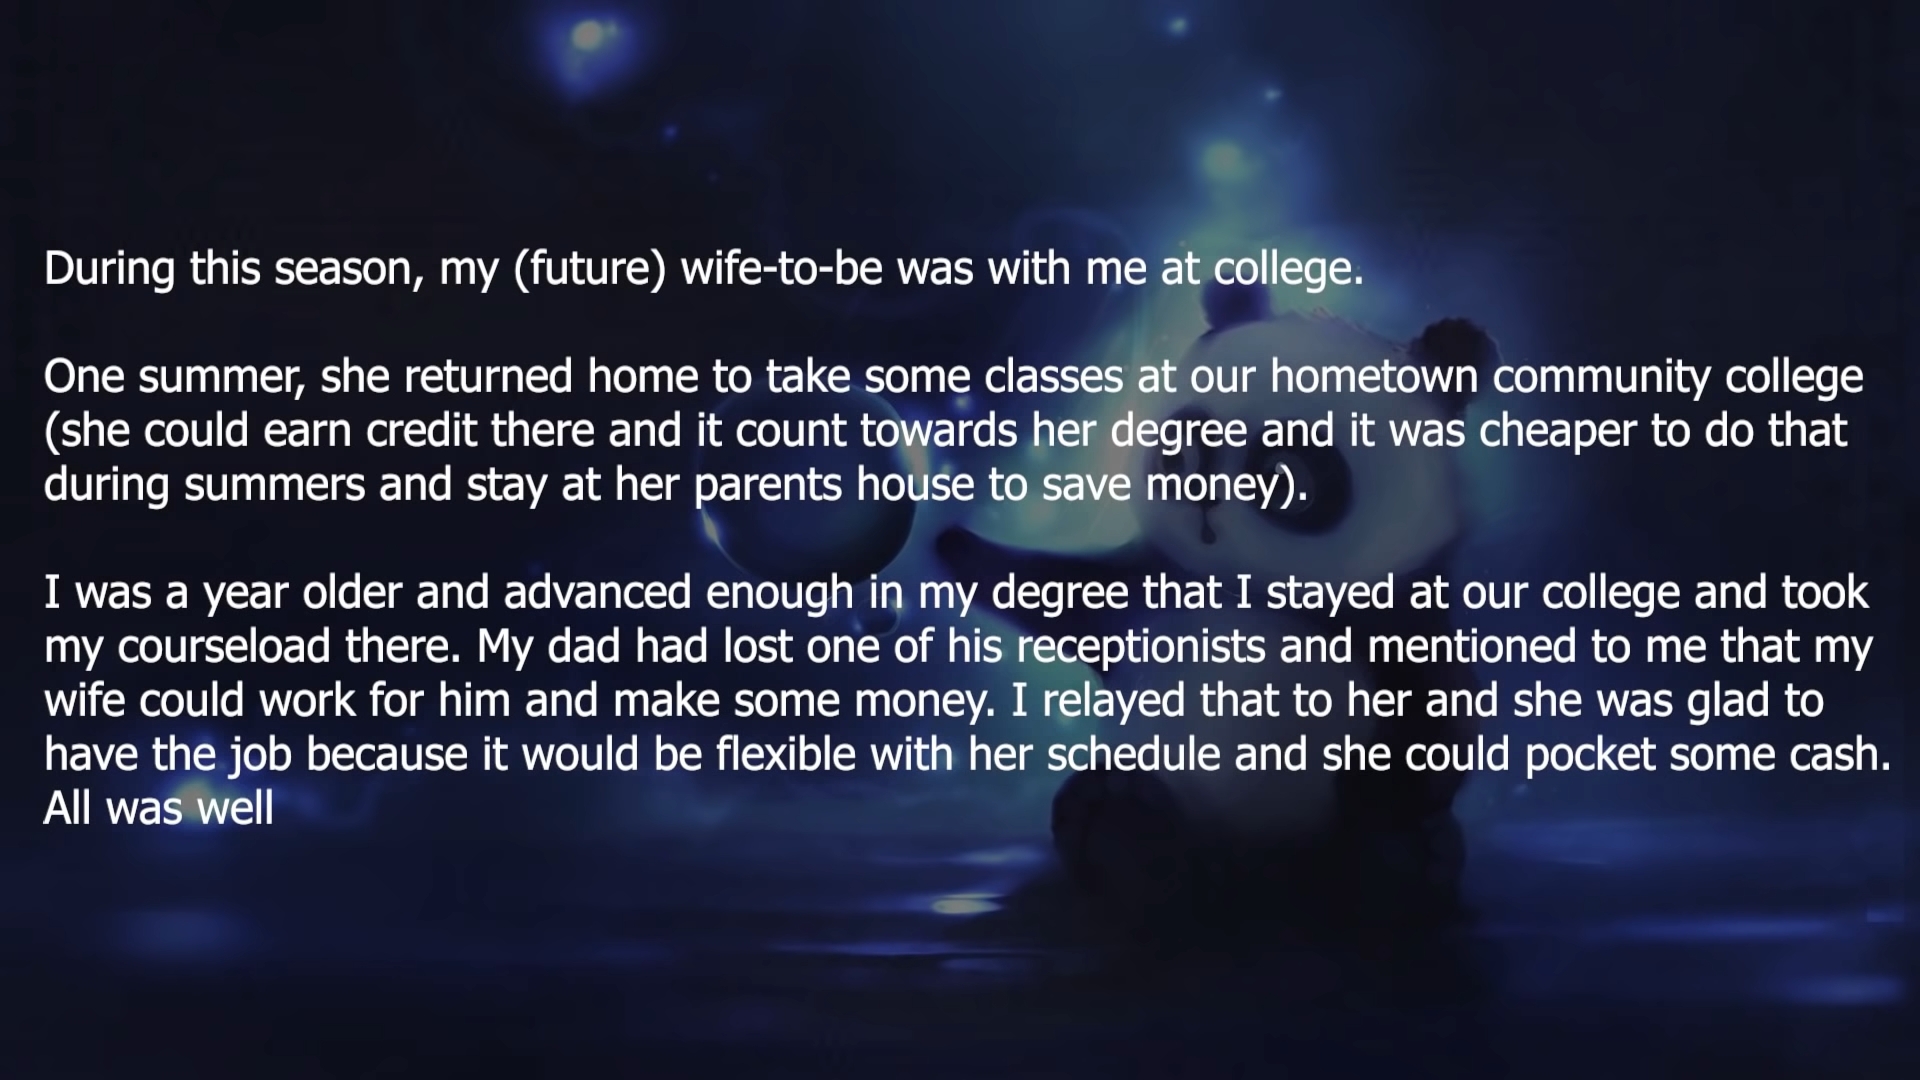 During this season, my (future) wife-to-be was with me at college.
One summer, she returned home to take some classes at our hometown community college
(she could earn credit there and it count towards her degree and it was cheaper to do that
during summers and stay at her parents house to save money).
I was a year older and advanced enough in my degree that I stayed at our college and took
my courseload there. My dad had lost one of his receptionists and mentioned to me that my
wife could work for him and make some money. I relayed that to her and she was glad to
have the job because it would be flexible with her schedule and she could pocket some cash.
All was well